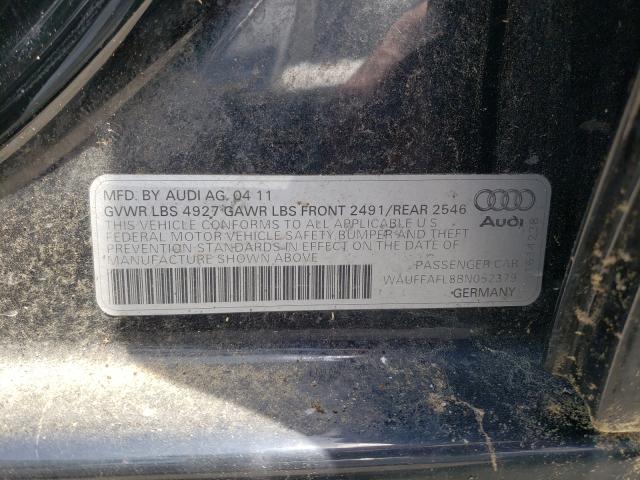 MFD. BY AUDI AG. 04 11
GVWR LBS 4927 GAWR LBS FRONT 2491/REAR 2546
THIS VEHICLE CONFORMS TO ALL APPLICABLE U S
FEDERAL MOTOR VEHICLE SAFETY, BUMPER AND THEFT
PREVENTION STANDARDS IN EFFECT ON THE DATE OF
MANUFACTURE SHOWN ABOVE
PASSENGER CAR
WAUFFAFL8BN052379
GERMANY
Audi